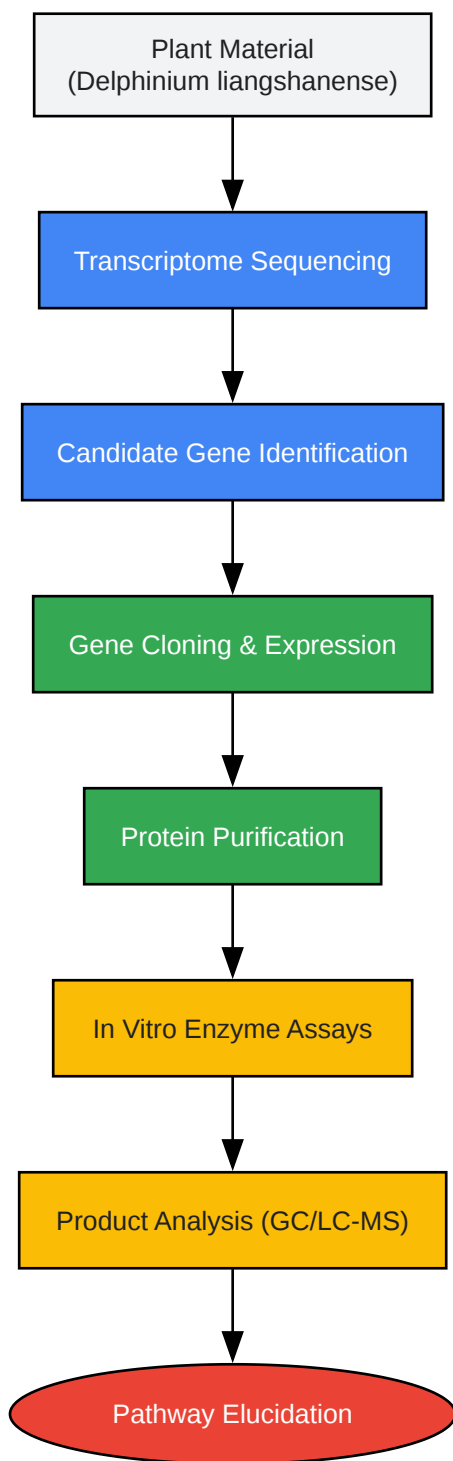 Plant Material
(Delphinium liangshanense)
Transcriptome Sequencing
Candidate Gene Identification
Gene Cloning & Expression
Protein Purification
In Vitro Enzyme Assays
Product Analysis (GC/LC-MS)
Pathway Elucidation